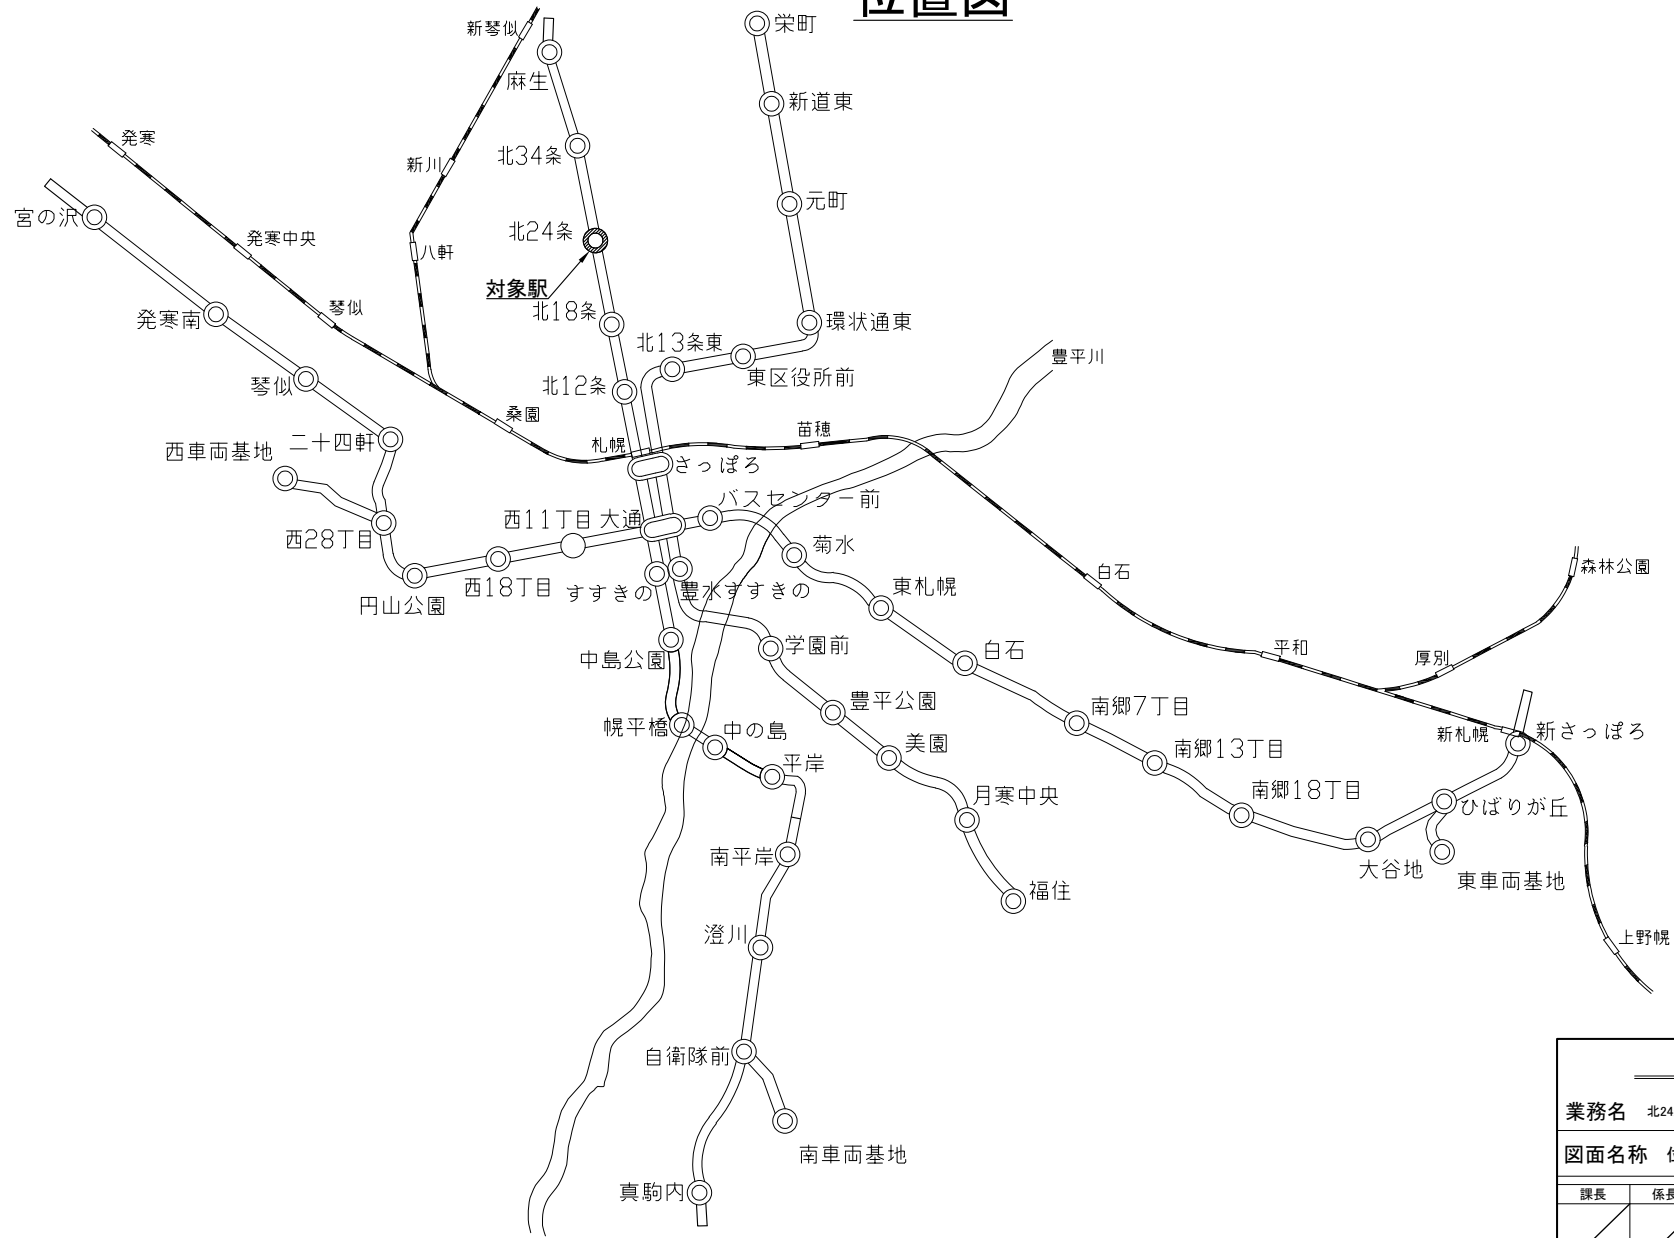 位置図
栄町
新琴似
麻生
新道東
発寒
北34条
新川
元町
宮の沢
北24条
発寒中央
八軒
対象駅
琴似
北18条
発寒南
環状通東
北13条東
豊平川
東区役所前
琴似
北12条
桑園
苗穂
札幌
二十四軒
西車両基地
さっぽろ
バスセンター前
西11丁目
大通
西28丁目
菊水
森林公園
白石
西18丁目
すすきの
豊水すすきの
東札幌
円山公園
学園前
白石
平和
厚別
中島公園
豊平公園
南郷7丁目
幌平橋
中の島
新札幌
新さっぽろ
美園
南郷13丁目
平岸
月寒中央
南郷18丁目
ひばりが丘
南平岸
大谷地
東車両基地
福住
澄川
上野幌
自衛隊前
業務名 北24
南車両基地
図面名称
真駒内
課長 係長